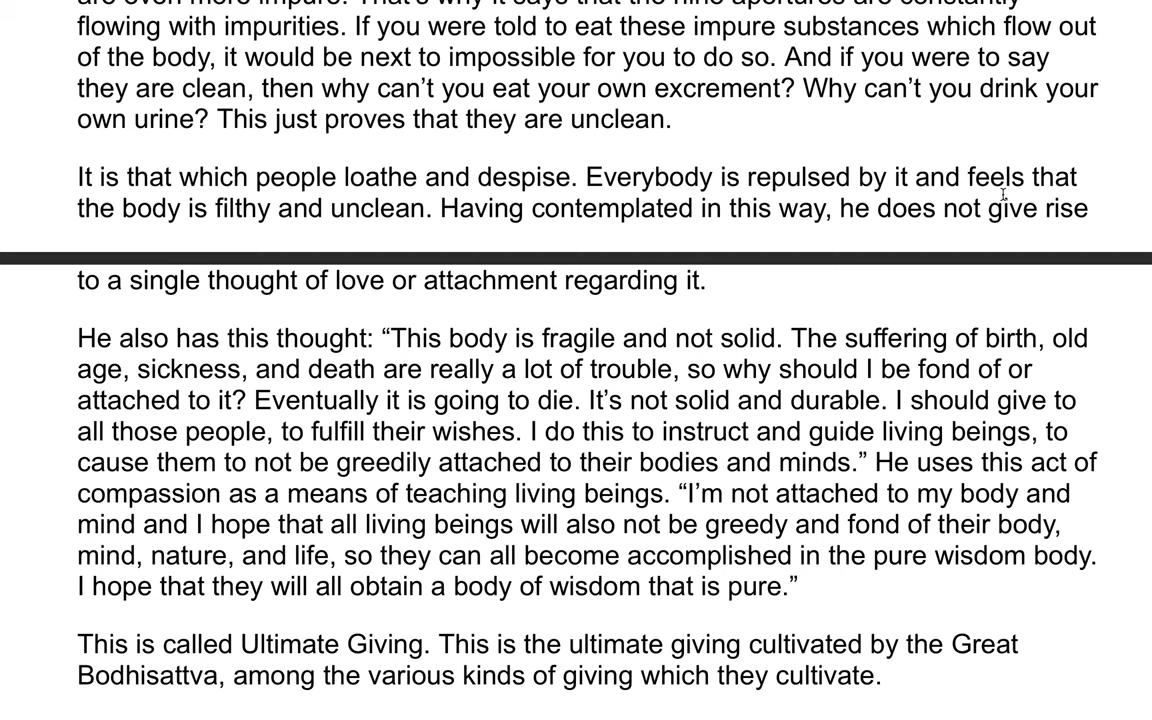 flowing with impurities. If you were told to eat these impure substances which flow out
of the body, it would be next to impossible for you to do so. And if you were to say
they are clean, then why can’t you eat your own excrement? Why can’t you drink your
own urine? This just proves that they are unclean.
It is that which people loathe and despise. Everybody is repulsed by it and feels that
the body is filthy and unclean. Having contemplated in this way, he does not give rise
to a single thought of love or attachment regarding it.
He also has this thought: “This body is fragile and not solid. The suffering of birth, old
age, sickness, and death are really a lot of trouble, so why should I be fond of or
attached to it? Eventually it is going to die. It’s not solid and durable. I should give to
all those people, to fulfill their wishes. I do this to instruct and guide living beings, to
cause them to not be greedily attached to their bodies and minds.” He uses this act of
compassion as a means of teaching living beings. “I’m not attached to my body and
mind and I hope that all living beings will also not be greedy and fond of their body,
mind, nature, and life, so they can all become accomplished in the pure wisdom body.
I hope that they will all obtain a body of wisdom that is pure.”
This is called Ultimate Giving. This is the ultimate giving cultivated by the Great
Bodhisattva, among the various kinds of giving which they cultivate.